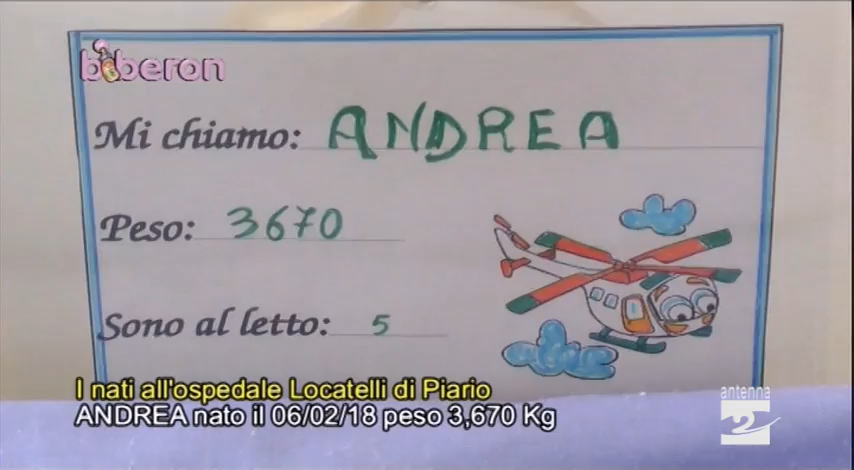 biberon
Mi chiamo: ANDREA
Peso: 3670
Sono al letto: 5
I nati all'ospedale Locatelli di Piario
ANDREA nato il 06/02/18 peso 3,670 Kg
antenna
2